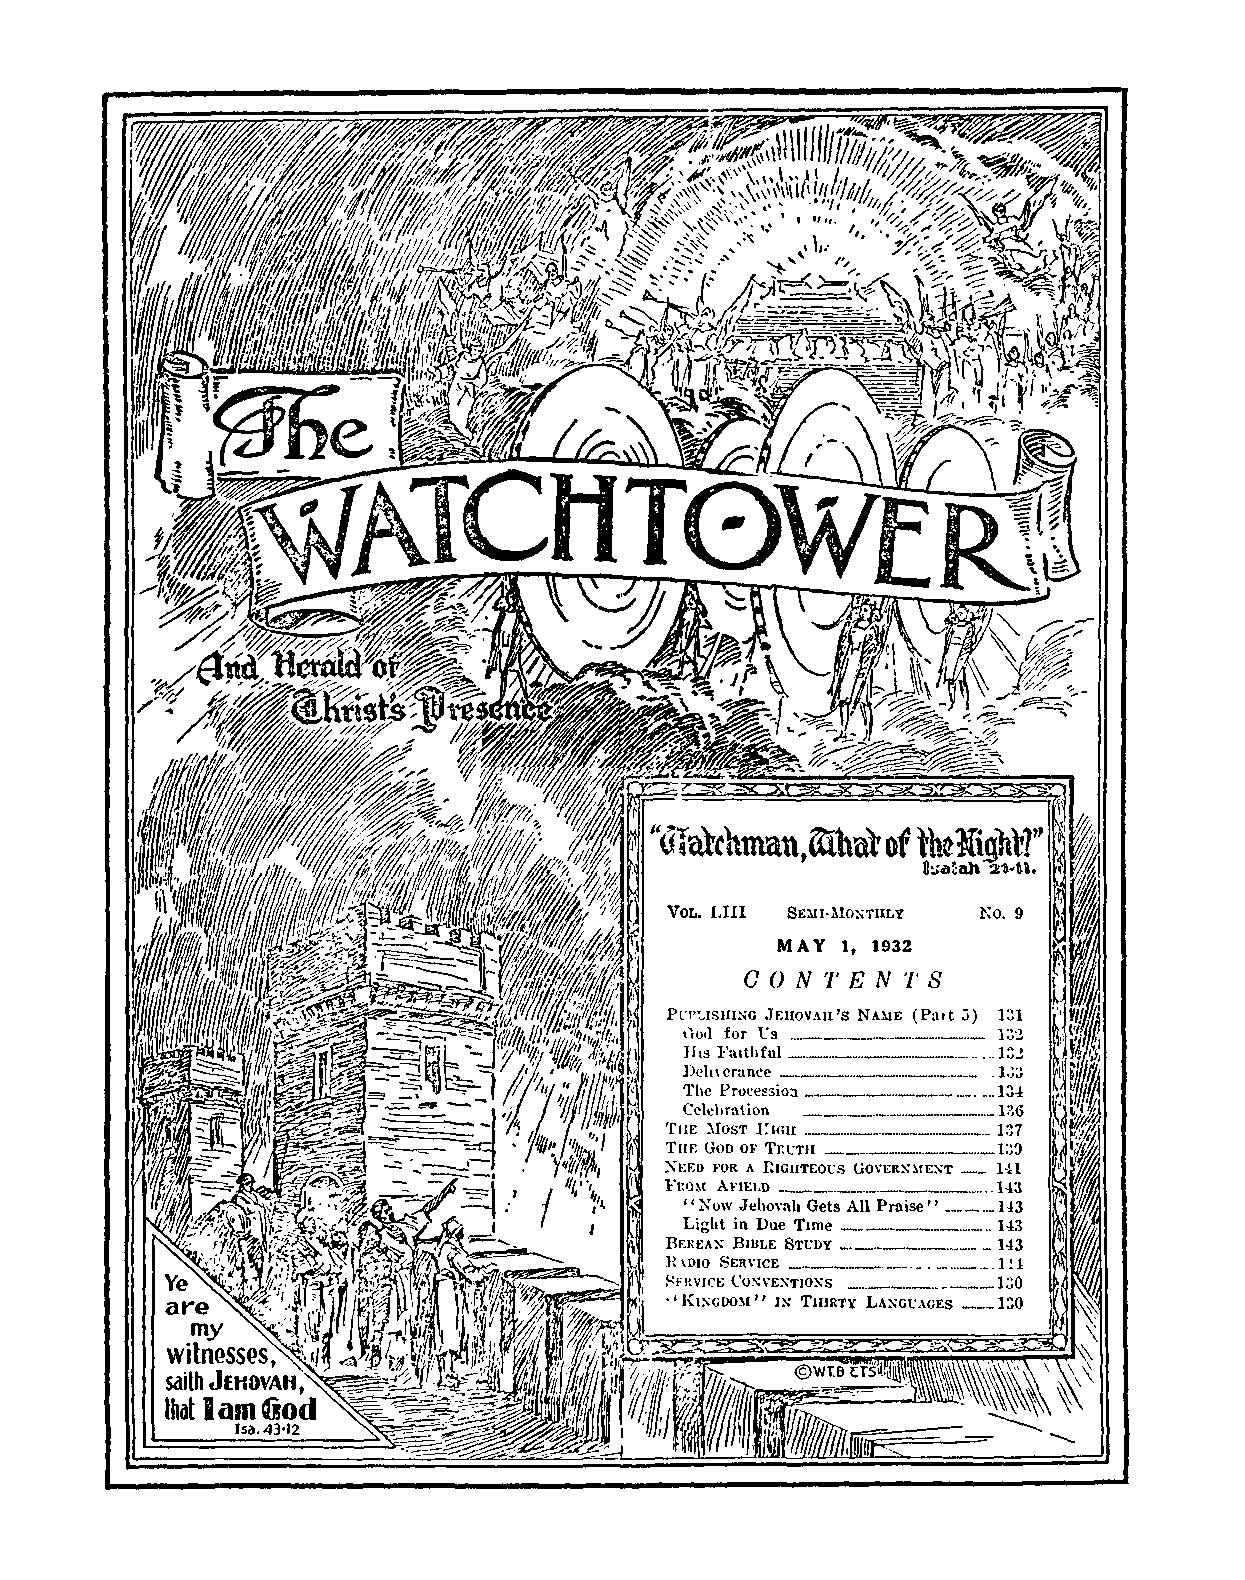 The
WATCHTOWER
And Herald of
Christ's Presence
"Watchman, What of the Night?"
Isaiah 21-11.
VOL. LIII SEMI-MONTHLY No. 9
MAY 1, 1932
CONTENTS
PUBLISHING JEHOVAH'S NAME (Part 5) 131
God for Us 132
His Faithful 132
Deliverance 133
The Procession 134
Celebration 136
THE MOST HIGH 137
THE GOD OF TRUTH 139
NEED FOR A RIGHTEOUS GOVERNMENT 141
FROM AFIELD 143
"Now Jehovah Gets All Praise" 143
Light in Due Time 143
BEREAN BIBLE STUDY 143
RADIO SERVICE 144
SERVICE CONVENTIONS 130
"KINGDOM" IN THIRTY LANGUAGES 130
©W.T.B & T.S
Ye
are
my
witnesses,
saith JEHOVAH,
that I am God
Isa. 43-12